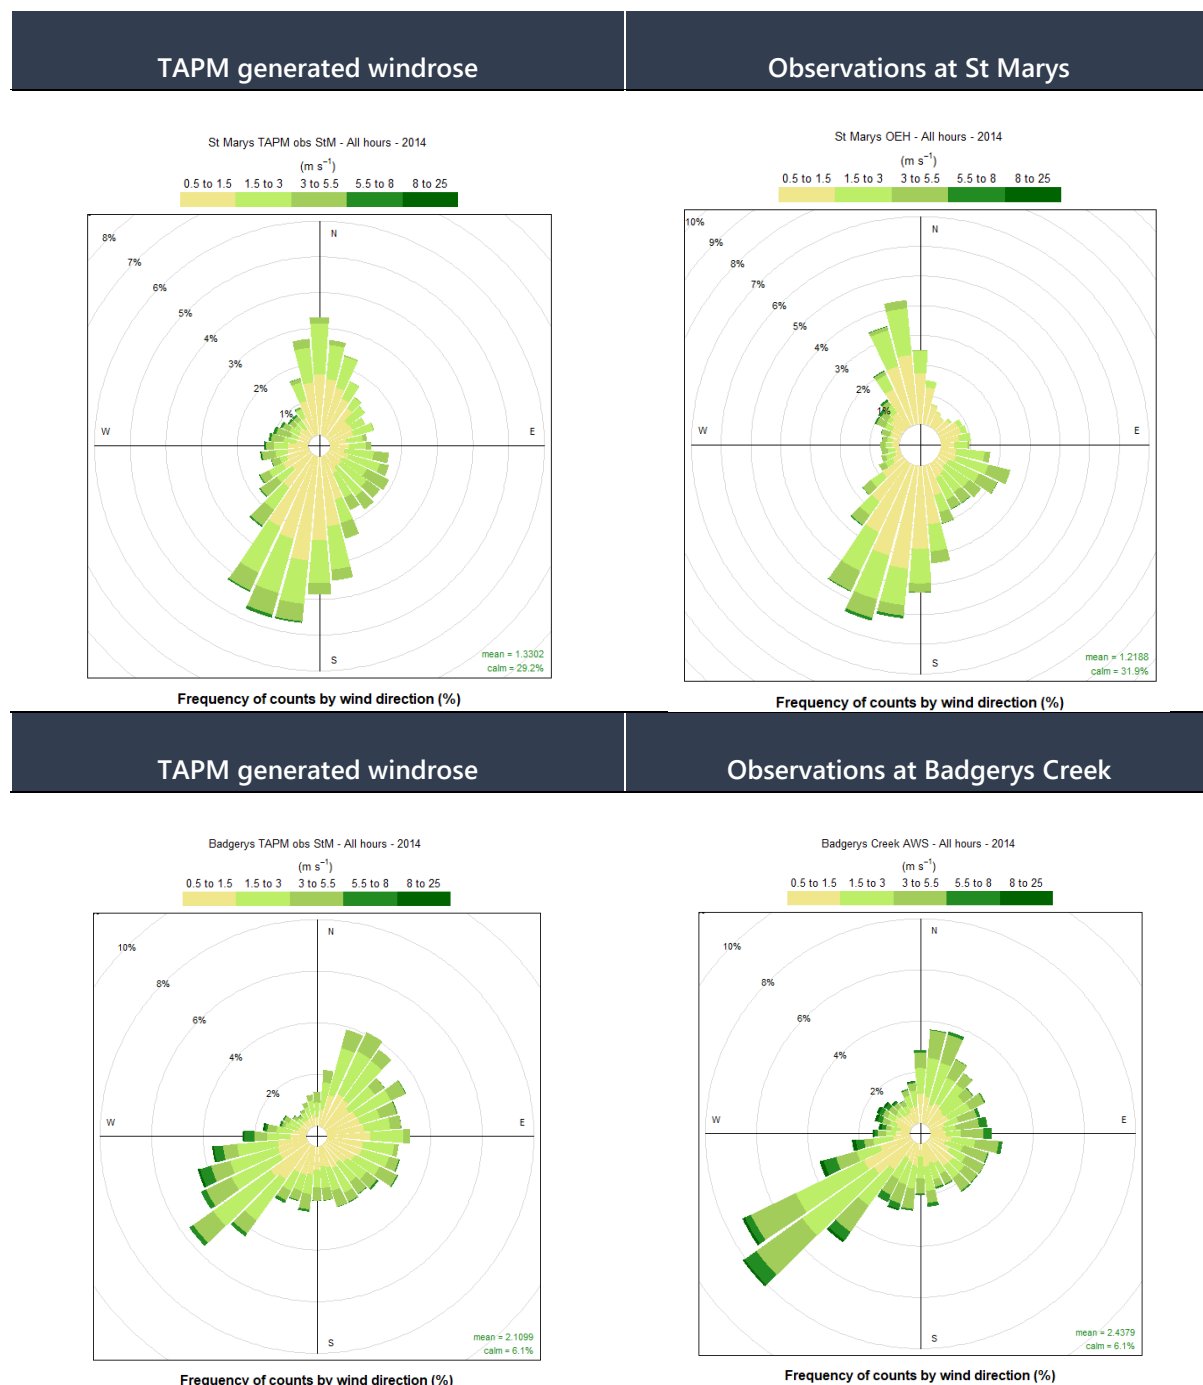 TAPM generated windrose
Observations at St Marys
St Marys TAPM obs StM - All hours - 2014
(m s⁻¹)
0.5 to 1.5 1.5 to 3 3 to 5.5 5.5 to 8 8 to 25
N
8%
7%
6%
5%
4%
3%
2%
1%
W
E
S
mean = 1.3302
calm = 29.2%
Frequency of counts by wind direction (%)
St Marys OEH - All hours - 2014
(m s⁻¹)
0.5 to 1.5 1.5 to 3 3 to 5.5 5.5 to 8 8 to 25
10%
N
9%
8%
7%
6%
5%
4%
3%
2%
1%
W
E
S
mean = 1.2188
calm = 31.9%
Frequency of counts by wind direction (%)
TAPM generated windrose
Observations at Badgerys Creek
Badgerys TAPM obs StM - All hours - 2014
(m s⁻¹)
0.5 to 1.5 1.5 to 3 3 to 5.5 5.5 to 8 8 to 25
N
10%
8%
6%
4%
2%
W
E
S
mean = 2.1099
calm = 6.1%
Frequency of counts by wind direction (%)
Badgerys Creek AWS - All hours - 2014
(m s⁻¹)
0.5 to 1.5 1.5 to 3 3 to 5.5 5.5 to 8 8 to 25
N
10%
8%
6%
4%
2%
W
E
S
mean = 2.4379
calm = 6.1%
Frequency of counts by wind direction (%)